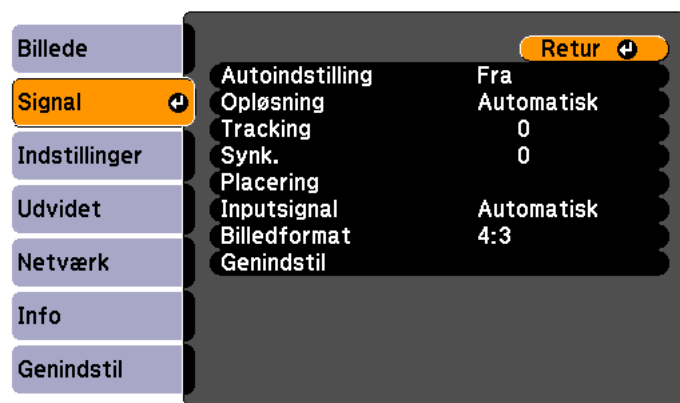 Billede
Signal
Indstillinger
Udvidet
Netværk
Info
Genindstil
Retur
Autoindstilling Fra
Opløsning Automatisk
Tracking 0
Synk. 0
Placering
Inputsignal Automatisk
Billedformat 4:3
Genindstil